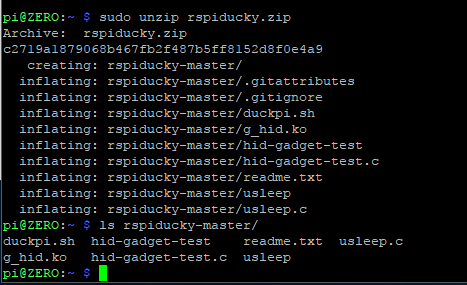 pi@ZERO:~ $ sudo unzip rspiducky.zip
Archive:  rspiducky.zip
c2719a1879068b467fb2f487b5ff8152d8f0e4a9
   creating: rspiducky-master/
  inflating: rspiducky-master/.gitattributes
  inflating: rspiducky-master/.gitignore
  inflating: rspiducky-master/duckpi.sh
  inflating: rspiducky-master/g_hid.ko
  inflating: rspiducky-master/hid-gadget-test
  inflating: rspiducky-master/hid-gadget-test.c
  inflating: rspiducky-master/readme.txt
  inflating: rspiducky-master/usleep
  inflating: rspiducky-master/usleep.c
pi@ZERO:~ $ ls rspiducky-master/
duckpi.sh  hid-gadget-test    readme.txt  usleep.c
g_hid.ko   hid-gadget-test.c  usleep
pi@ZERO:~ $